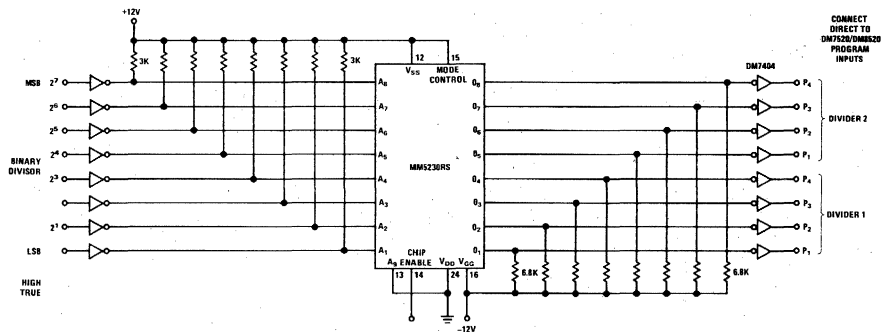 +12V
CONNECT
DIRECT TO
DM7520/DM8520
PROGRAM
INPUTS
3K
3K
12
15
VSS
MODE
CONTROL
DM7404
MSB 2⁷
A8
O8
P4
2⁶
A7
O7
P3
2⁵
A6
O6
P2
DIVIDER 2
2⁴
A5
O5
P1
BINARY
DIVISOR
MM5230RS
2³
A4
O4
P4
A3
O3
P3
DIVIDER 1
2¹
A2
O2
P2
LSB
A1
O1
P1
CHIP
ENABLE
A9
VDD
VGG
13
14
24
16
6.8K
6.8K
HIGH
TRUE
−12V